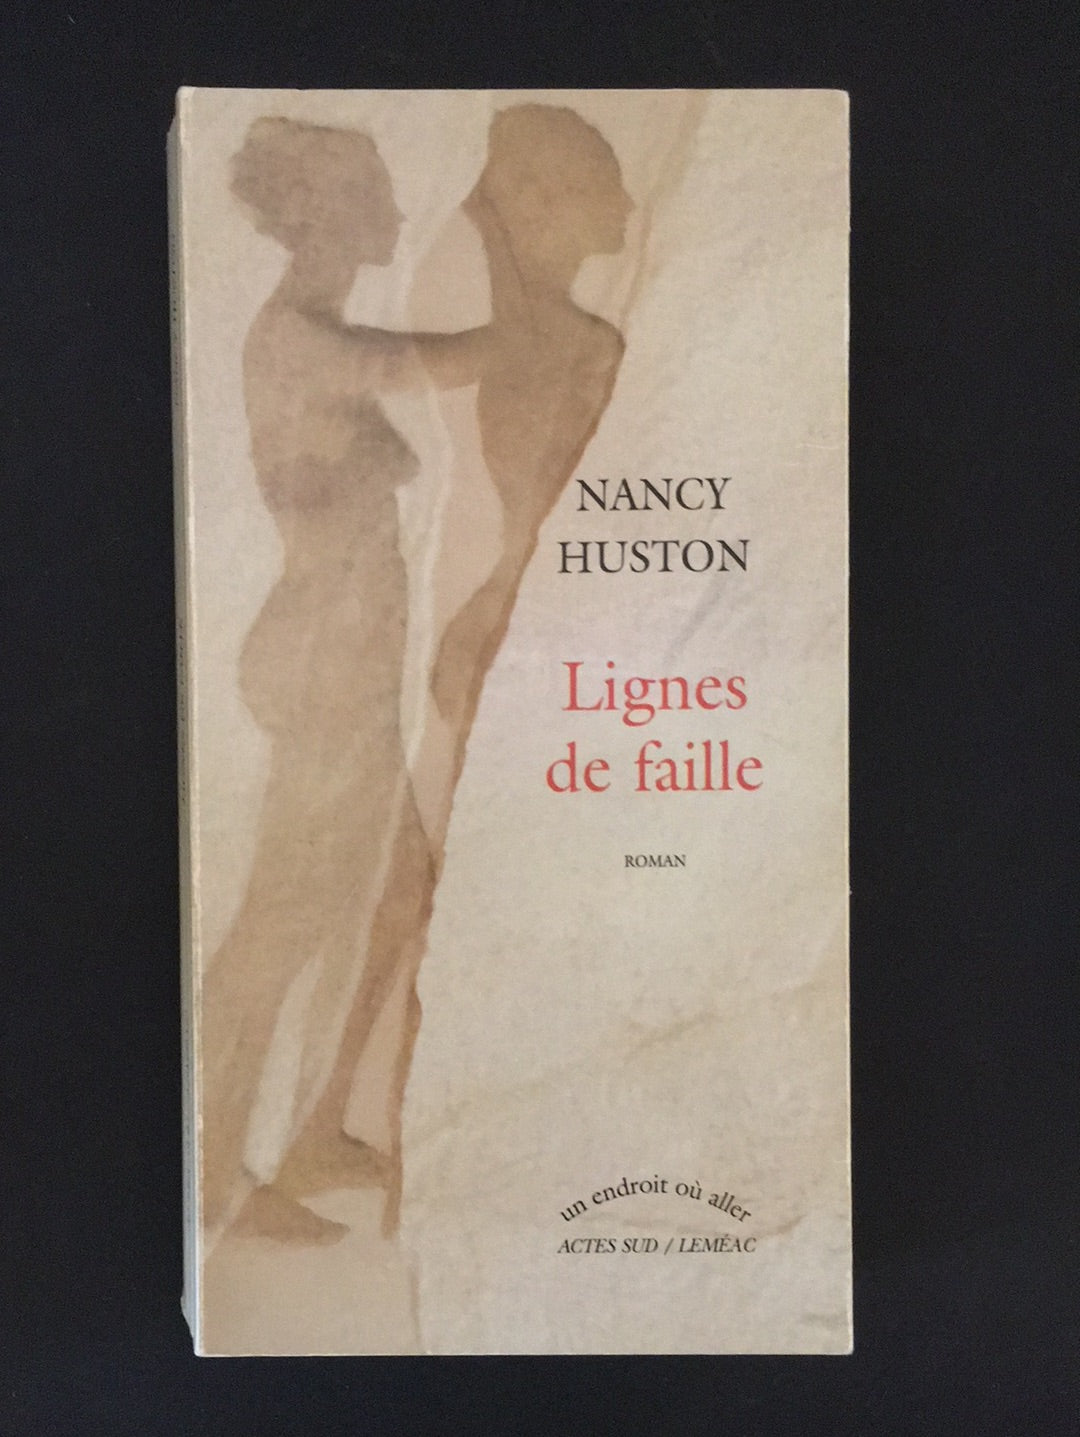 NANCY
HUSTON
Lignes
de faille
ROMAN
un endroit où aller
ACTES SUD / LEMÉAC